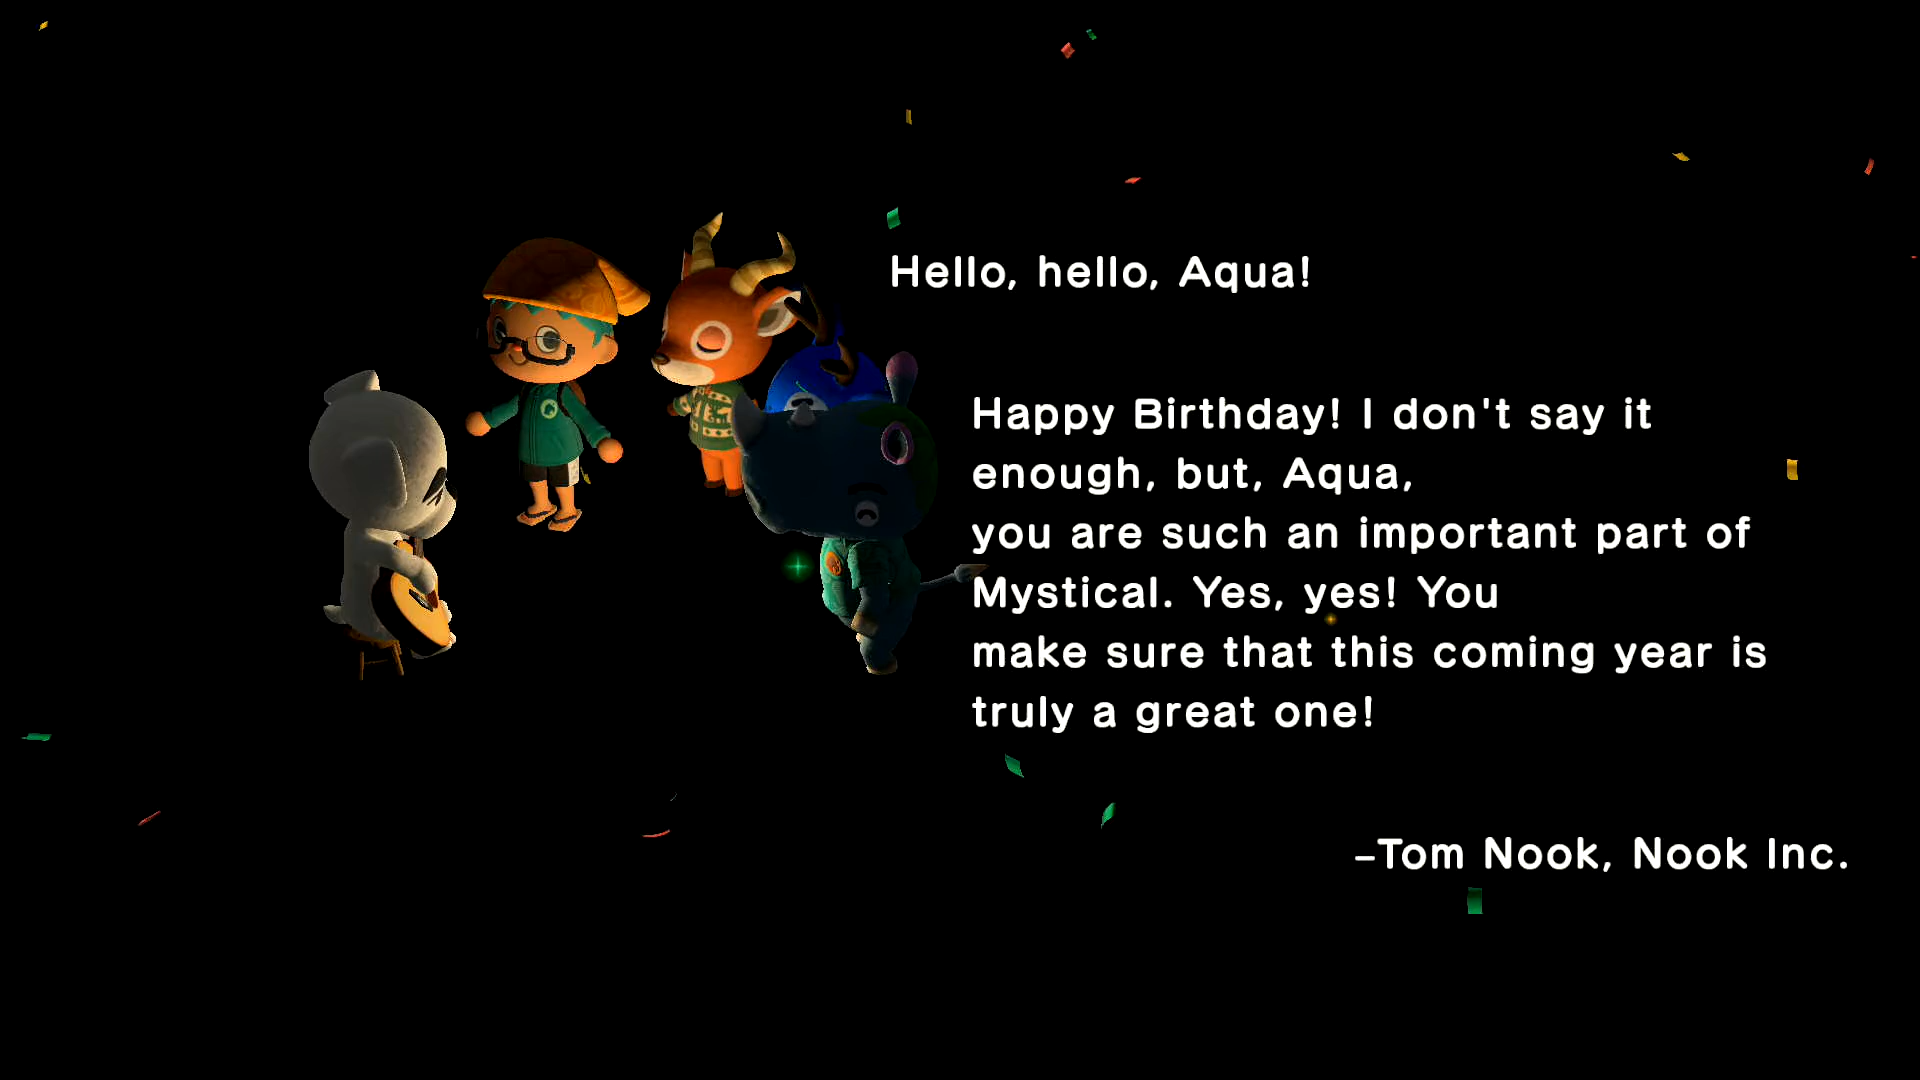 Hello, hello, Aqua!
Happy Birthday! I don't say it
enough, but, Aqua,
you are such an important part of
Mystical. Yes, yes! You
make sure that this coming year is
truly a great one!
–Tom Nook, Nook Inc.